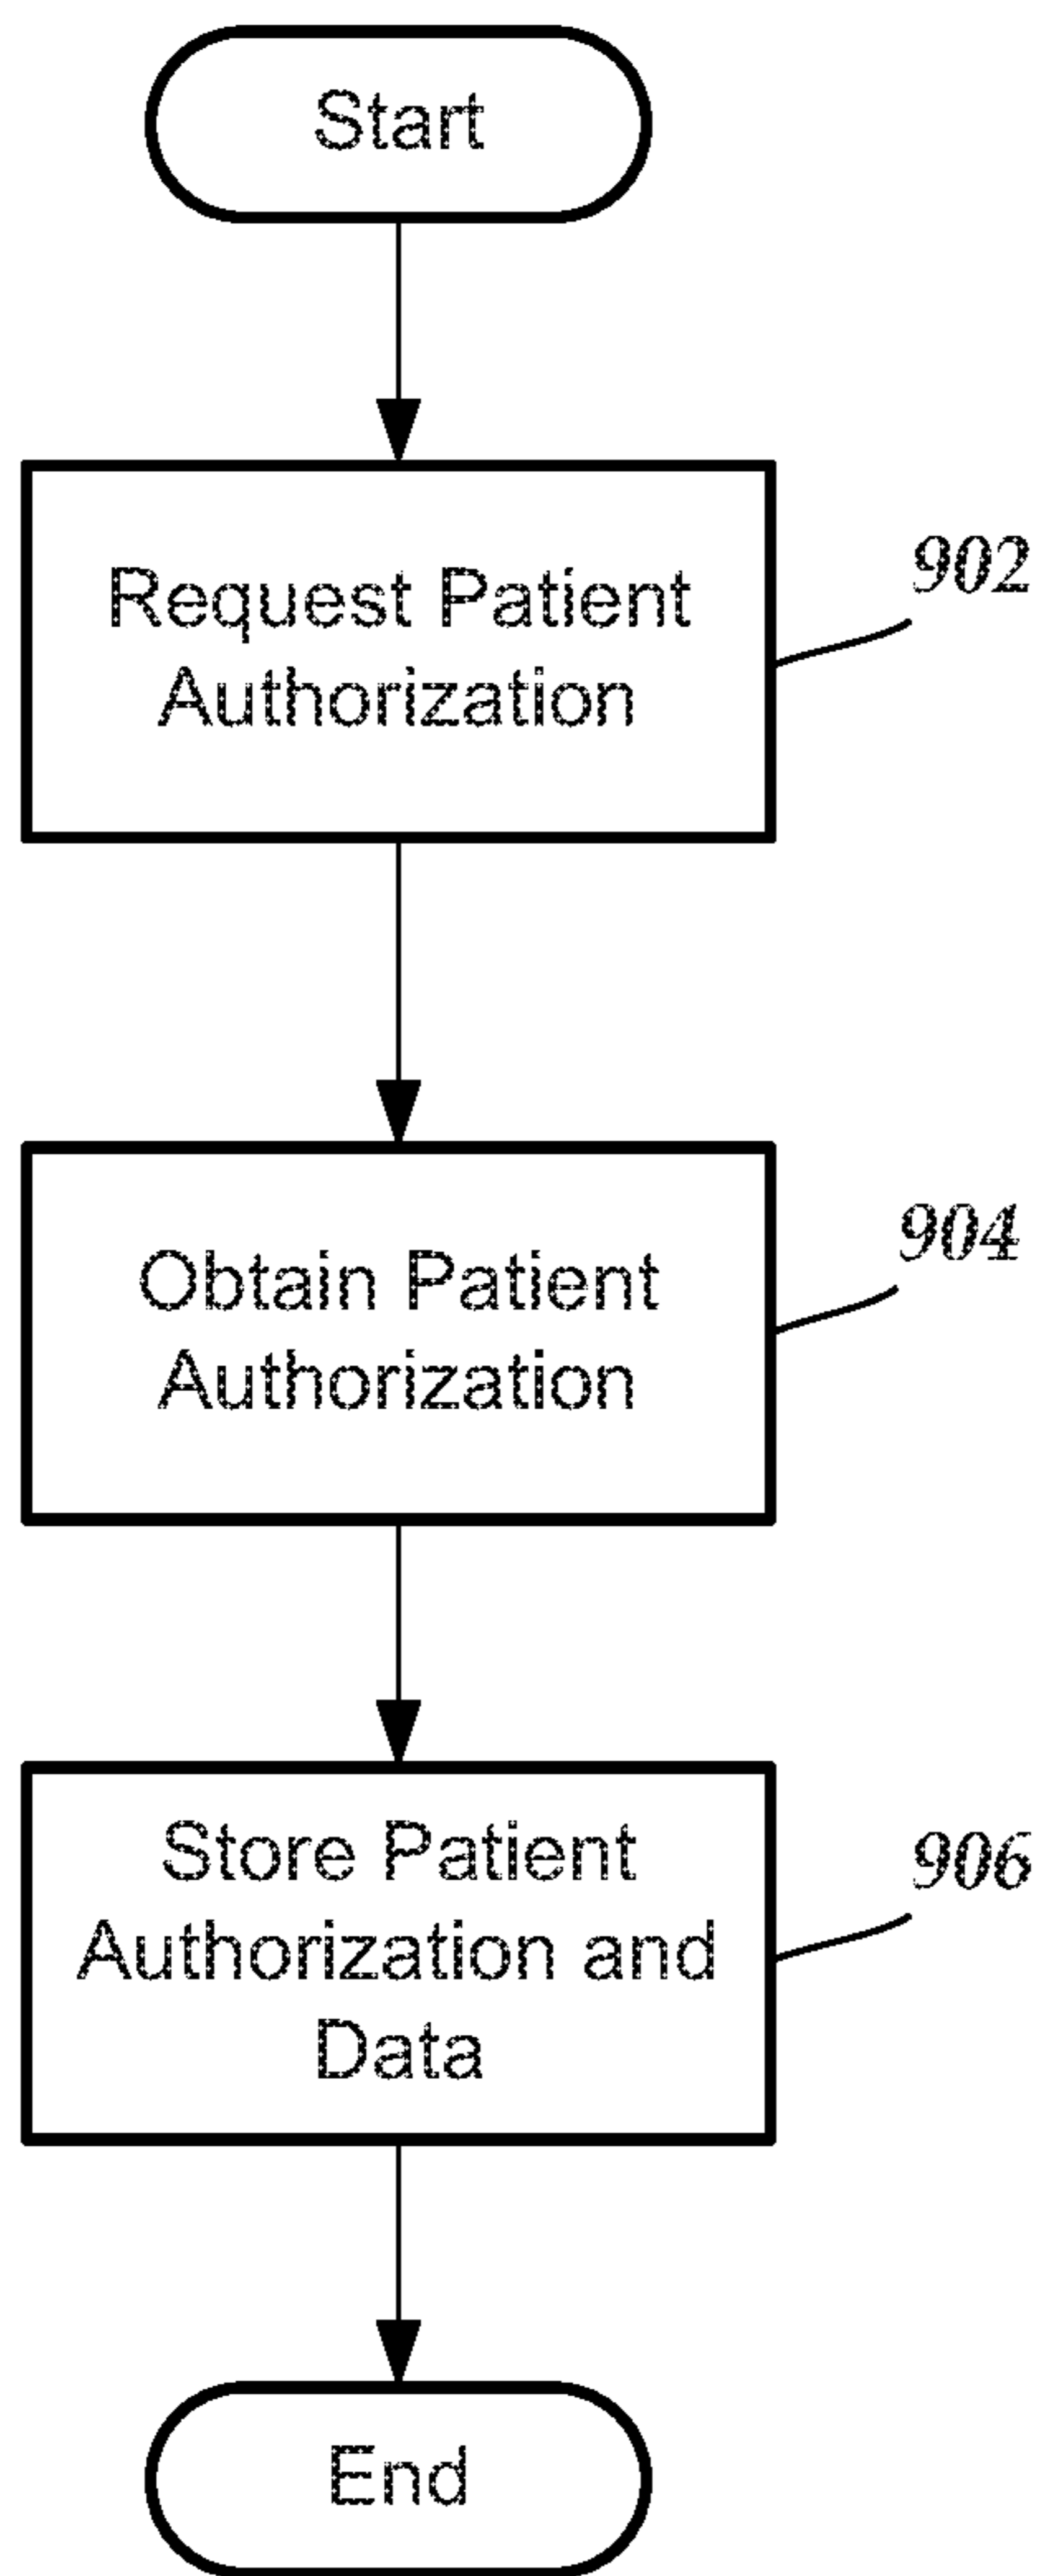 Start
Request Patient
Authorization
902
Obtain Patient
Authorization
904
Store Patient
Authorization and
Data
906
End